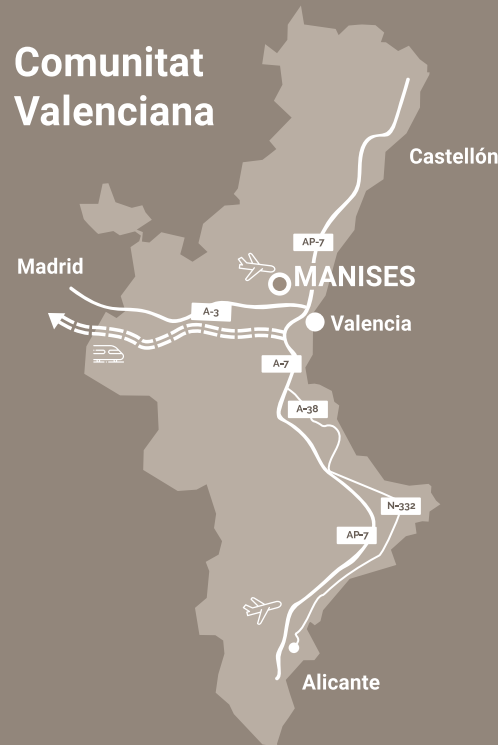 Comunitat
Valenciana
Castellón
AP-7
Madrid
MANISES
A-3
Valencia
A-7
A-38
N-332
AP-7
Alicante